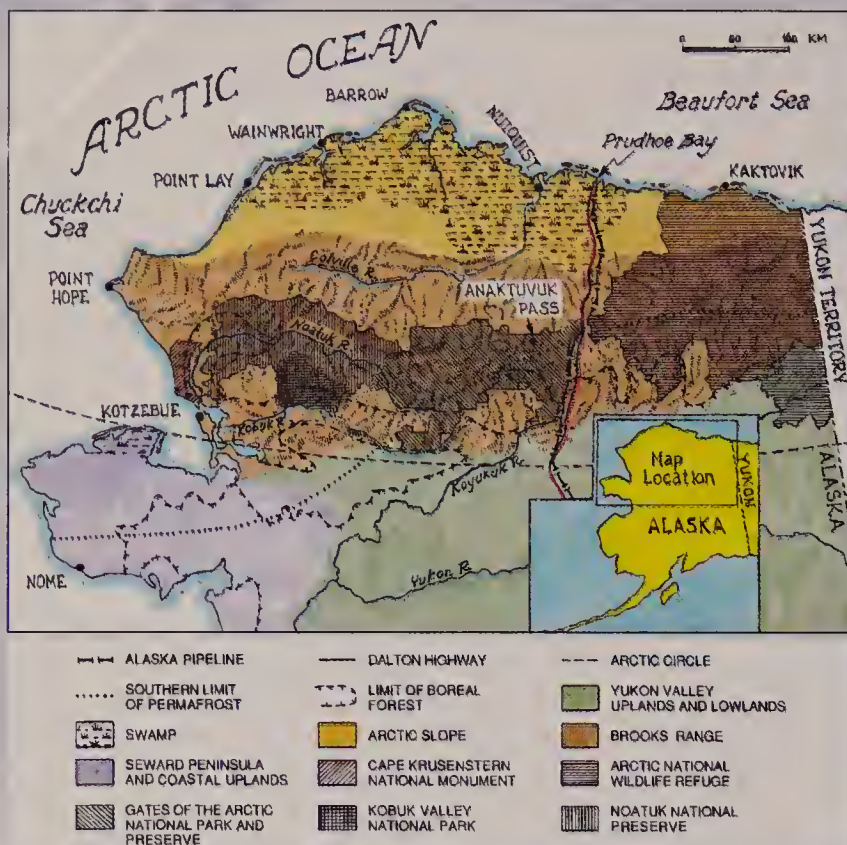 ARCTIC OCEAN
0 50 100 KM
BARROW
Beaufort Sea
WAINWRIGHT
NUIQUIST
Prudhoe Bay
POINT LAY
KAKTOVIK
Chuckchi
Sea
YUKON TERRITORY
Colville R.
POINT
HOPE
ANAKTUVUK
PASS
Noatuk R.
KOTZEBUE
Kobuk R.
Koyukuk R.
Map
Location
YUKON
ALASKA
ALASKA
NOME
Yukon R.
ALASKA PIPELINE
DALTON HIGHWAY
ARCTIC CIRCLE
SOUTHERN LIMIT
OF PERMAFROST
LIMIT OF BOREAL
FOREST
YUKON VALLEY
UPLANDS AND LOWLANDS
SWAMP
ARCTIC SLOPE
BROOKS RANGE
SEWARD PENINSULA
AND COASTAL UPLANDS
CAPE KRUSENSTERN
NATIONAL MONUMENT
ARCTIC NATIONAL
WILDLIFE REFUGE
GATES OF THE ARCTIC
NATIONAL PARK AND
PRESERVE
KOBUK VALLEY
NATIONAL PARK
NOATUK NATIONAL
PRESERVE